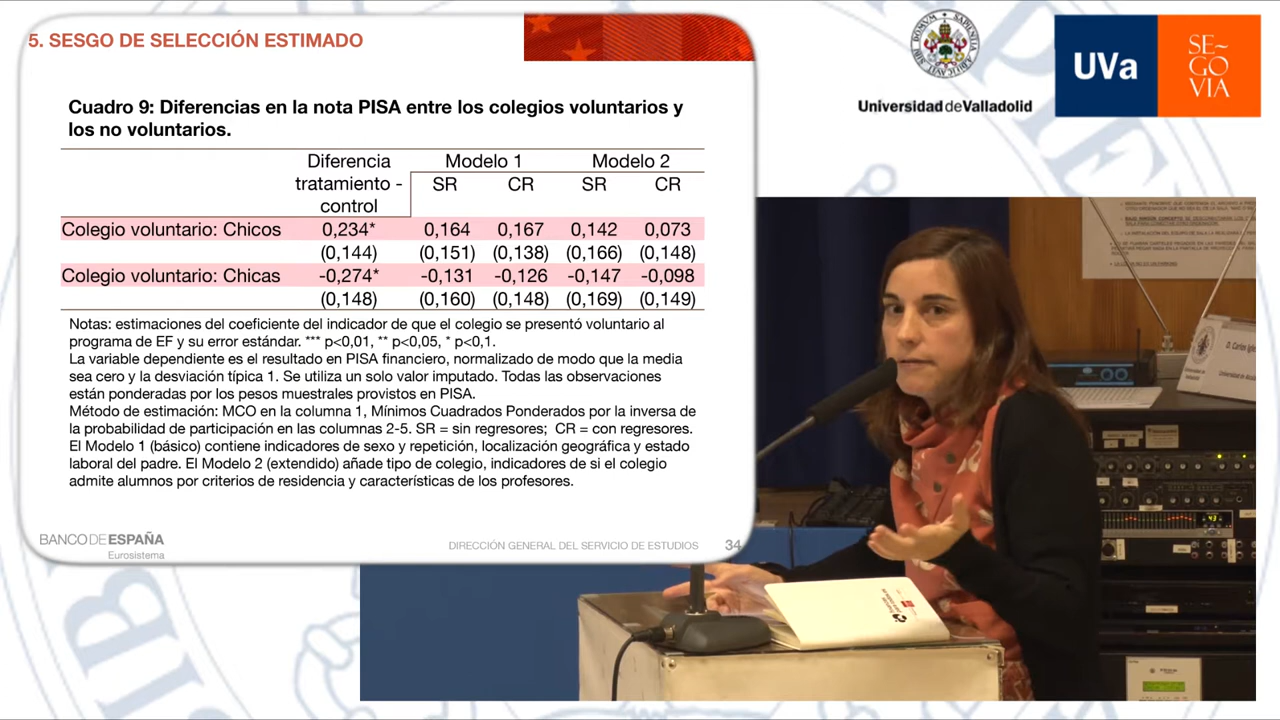 5. SESGO DE SELECCIÓN ESTIMADO
Cuadro 9: Diferencias en la nota PISA entre los colegios voluntarios y
los no voluntarios.
Diferencia tratamiento - control Modelo 1 Modelo 2
SR CR SR CR
Colegio voluntario: Chicos 0,234* 0,164 0,167 0,142 0,073
(0,144) (0,151) (0,138) (0,166) (0,148)
Colegio voluntario: Chicas -0,274* -0,131 -0,126 -0,147 -0,098
(0,148) (0,160) (0,148) (0,169) (0,149)
Notas: estimaciones del coeficiente del indicador de que el colegio se presentó voluntario al
programa de EF y su error estándar. *** p<0,01, ** p<0,05, * p<0,1.
La variable dependiente es el resultado en PISA financiero, normalizado de modo que la media
sea cero y la desviación típica 1. Se utiliza un solo valor imputado. Todas las observaciones
están ponderadas por los pesos muestrales provistos en PISA.
Método de estimación: MCO en la columna 1, Mínimos Cuadrados Ponderados por la inversa de
la probabilidad de participación en las columnas 2-5. SR = sin regresores; CR = con regresores.
El Modelo 1 (básico) contiene indicadores de sexo y repetición, localización geográfica y estado
laboral del padre. El Modelo 2 (extendido) añade tipo de colegio, indicadores de si el colegio
admite alumnos por criterios de residencia y características de los profesores.
BANCO DE ESPAÑA
Eurosistema
DIRECCIÓN GENERAL DEL SERVICIO DE ESTUDIOS 34
Universidad de Valladolid
UVa
SE~
GO
VIA
D. Carlos
43